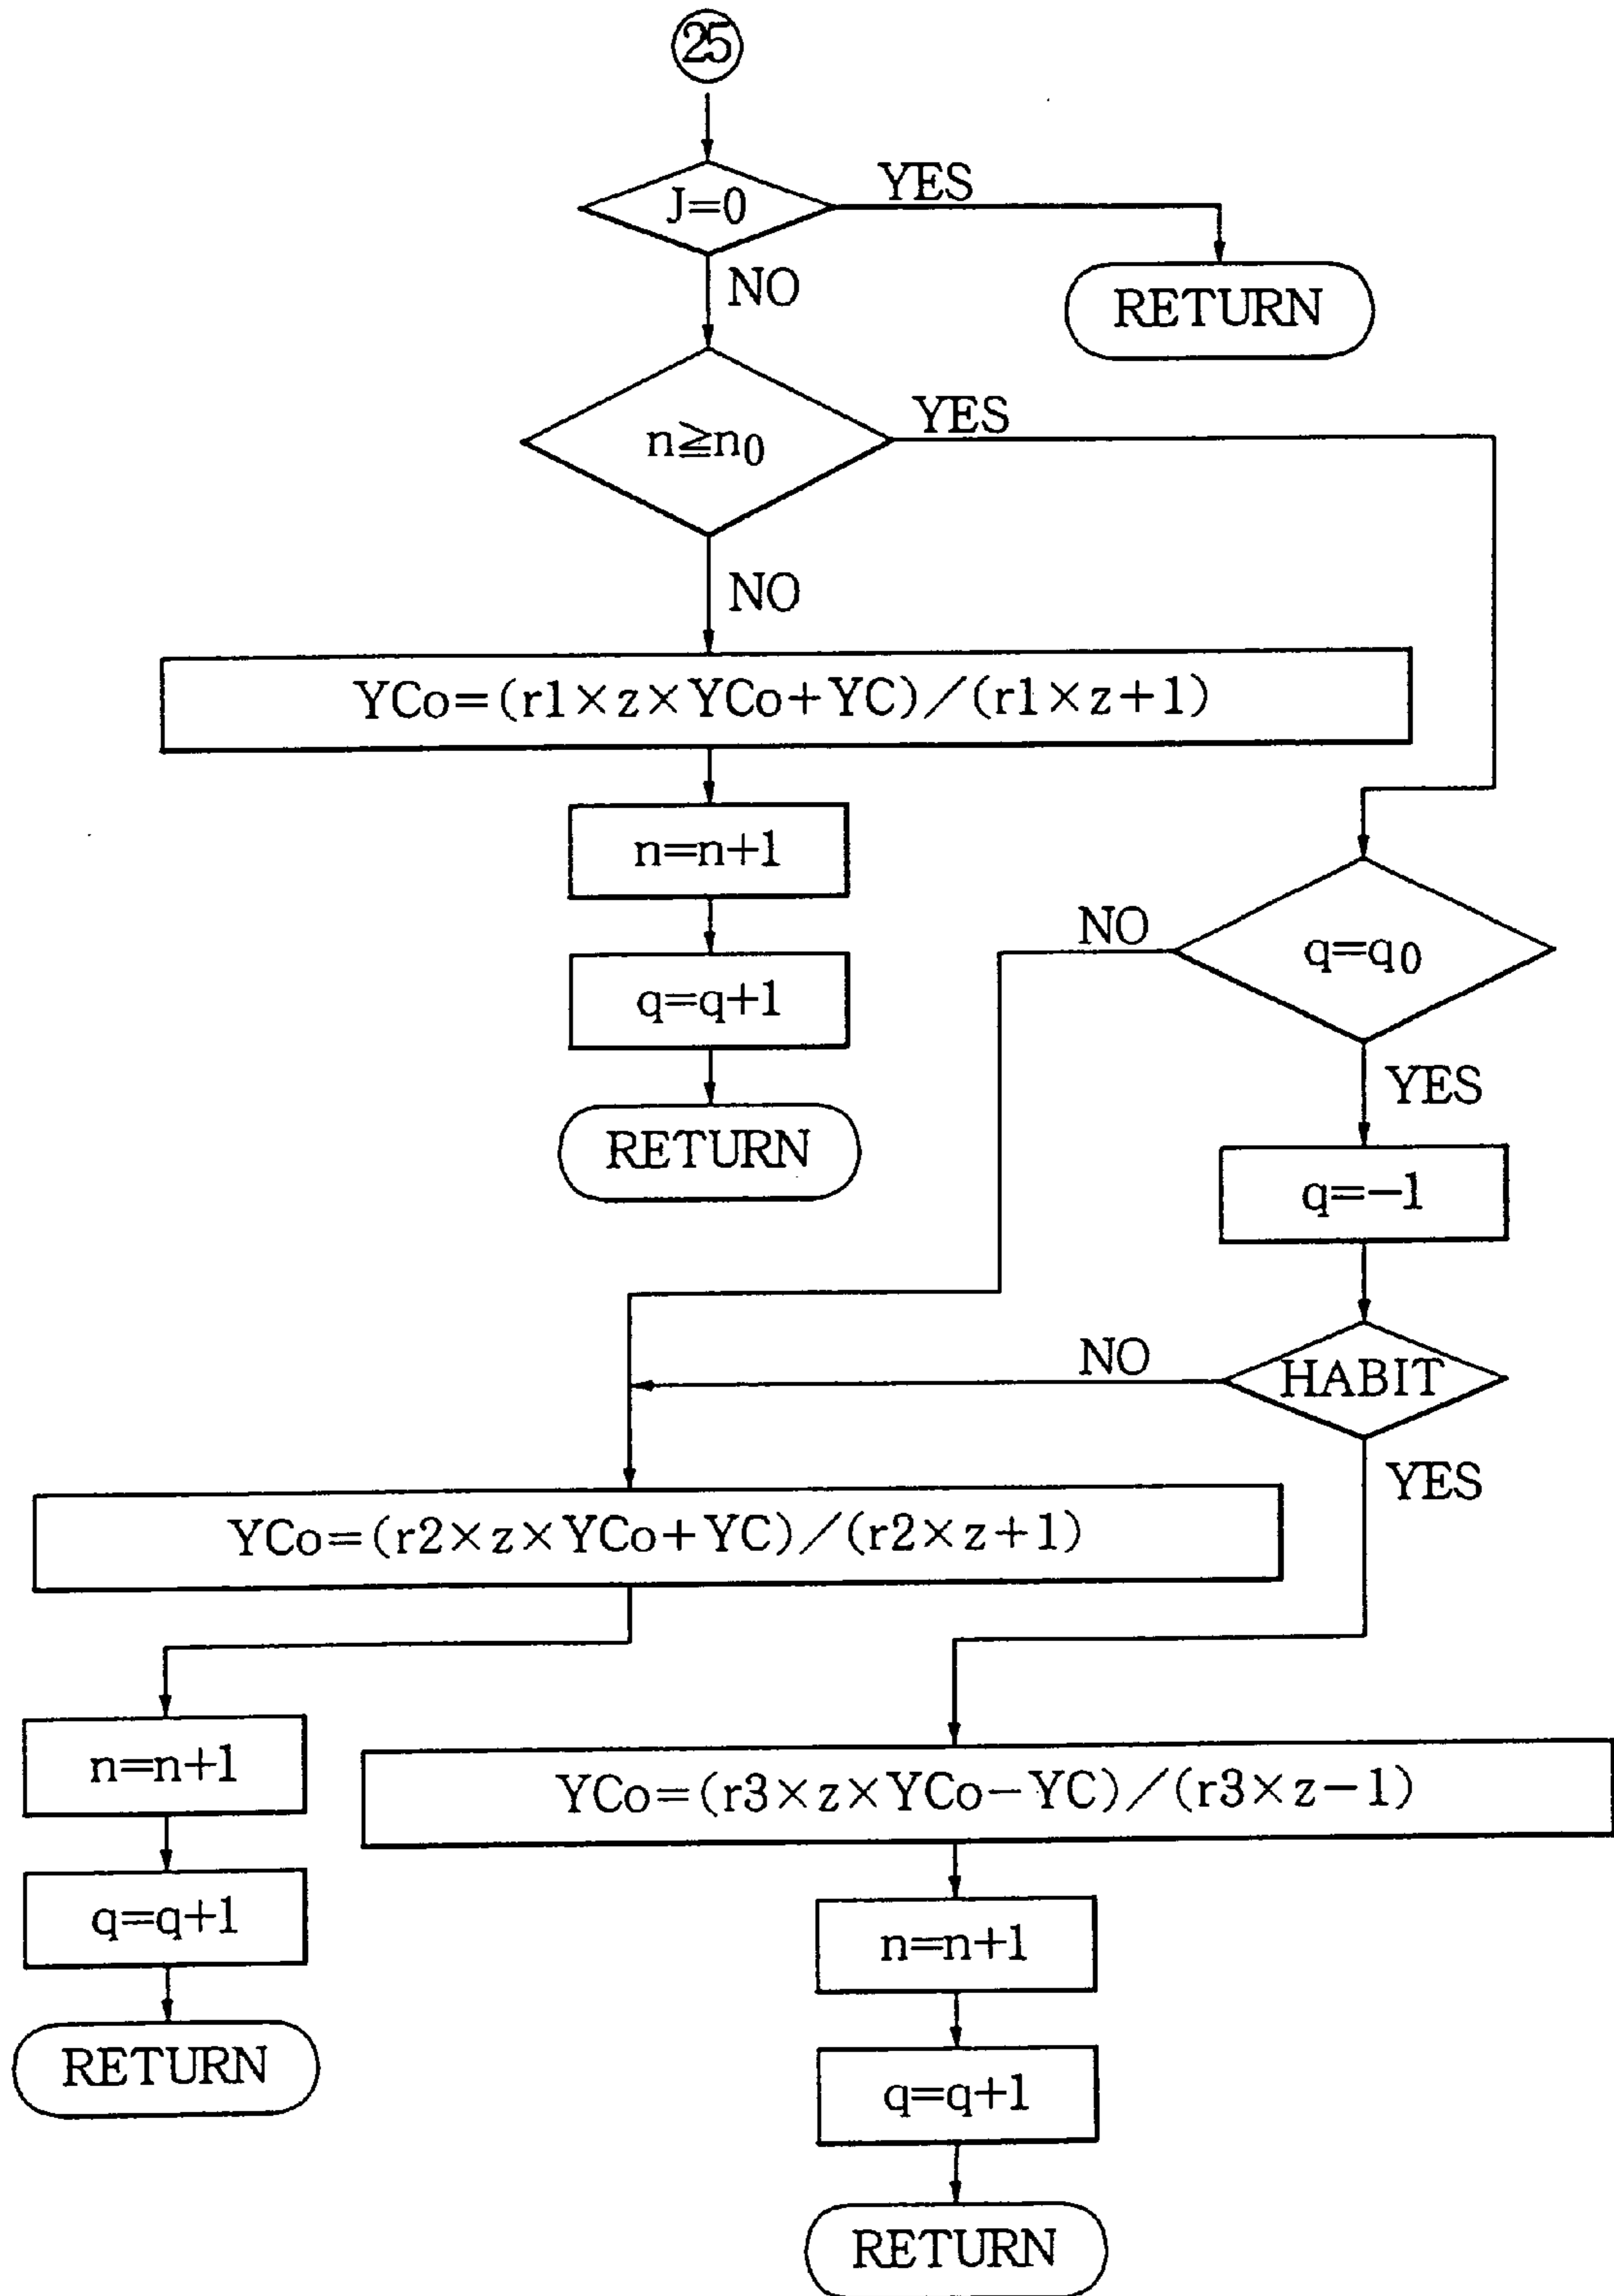 25
J=0
YES
NO
RETURN
n≧n0
YES
NO
YCo=(r1×z×YCo+YC)/(r1×z+1)
n=n+1
q=q+1
RETURN
q=q0
NO
YES
q=-1
HABIT
NO
YES
YCo=(r2×z×YCo+YC)/(r2×z+1)
n=n+1
q=q+1
RETURN
YCo=(r3×z×YCo-YC)/(r3×z-1)
n=n+1
q=q+1
RETURN